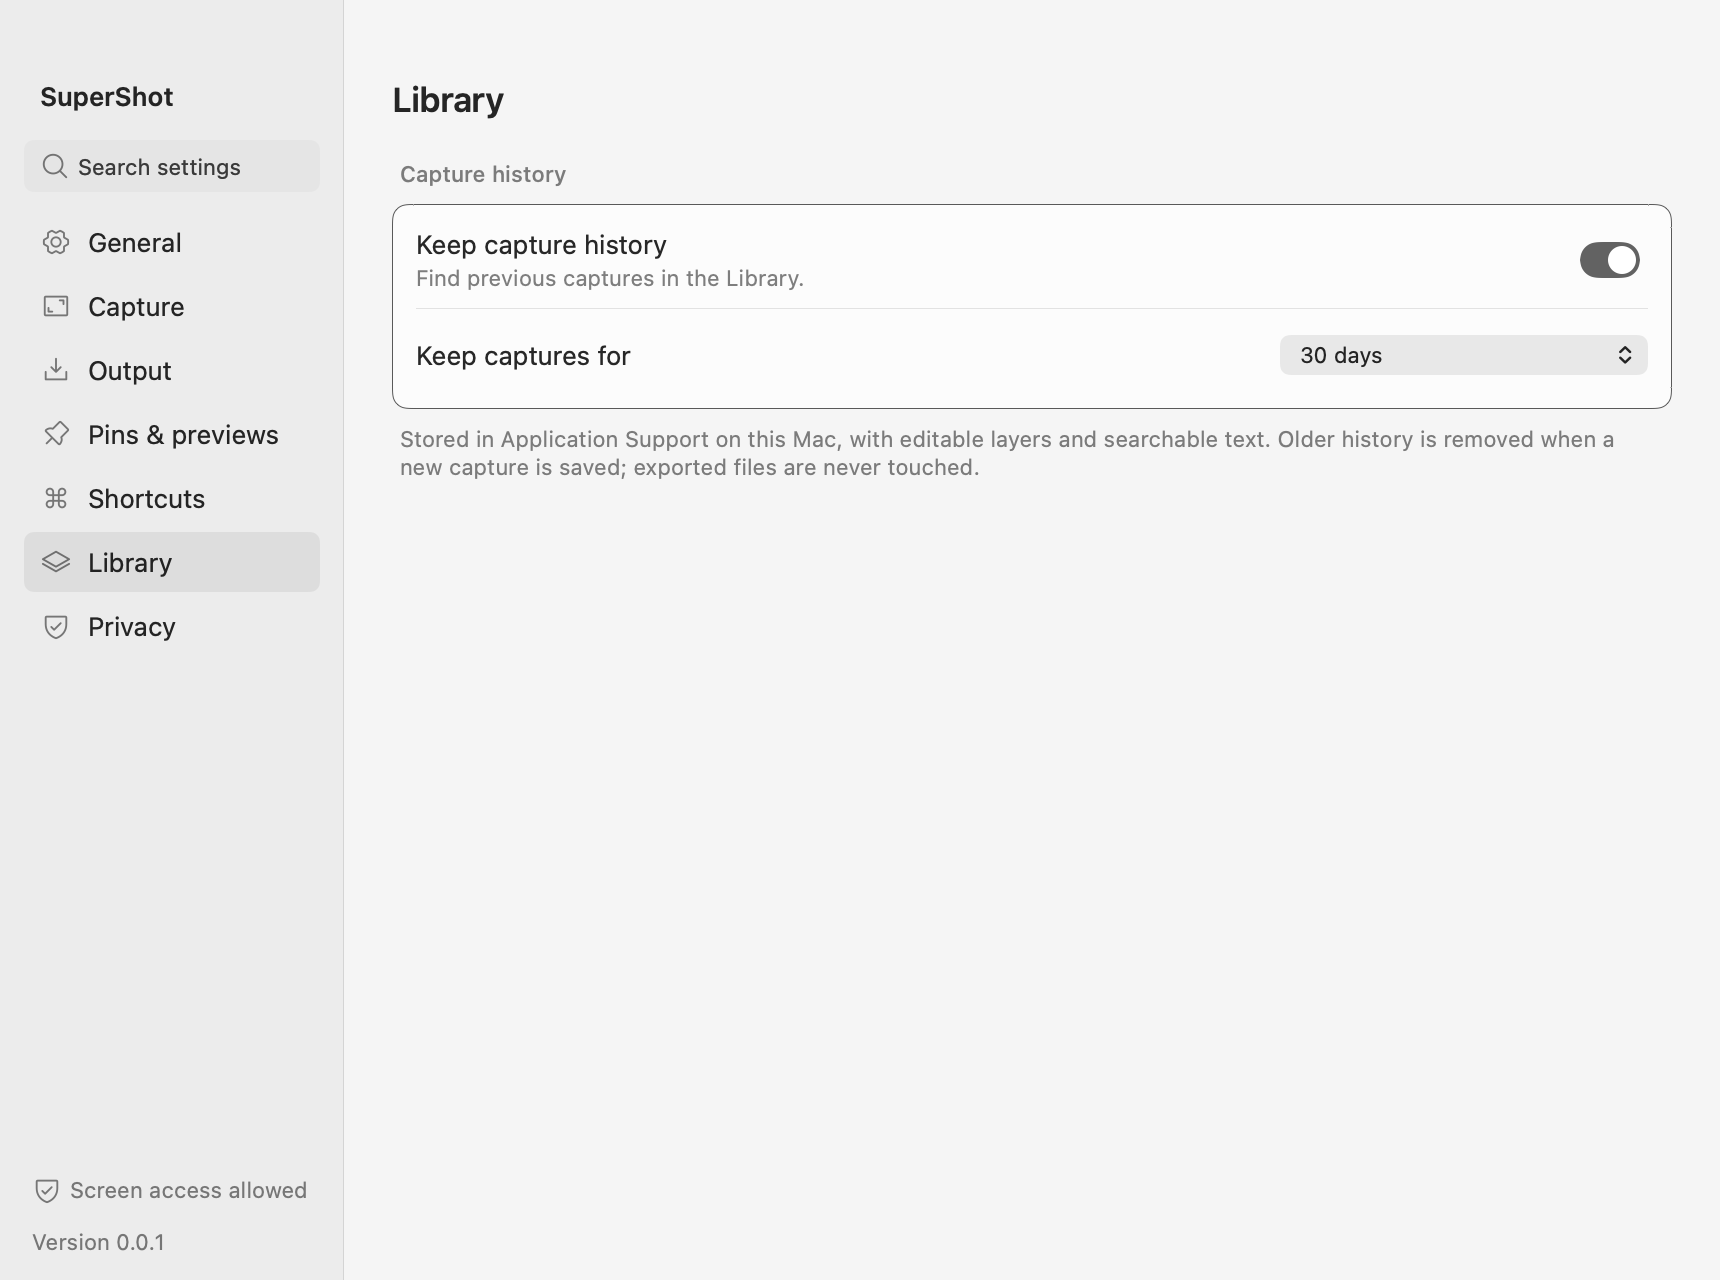 SuperShot
Search settings
General
Capture
Output
Pins & previews
Shortcuts
Library
Privacy
Screen access allowed
Version 0.0.1
Library
Capture history
Keep capture history
Find previous captures in the Library.
Keep captures for
30 days
Stored in Application Support on this Mac, with editable layers and searchable text. Older history is removed when a
new capture is saved; exported files are never touched.